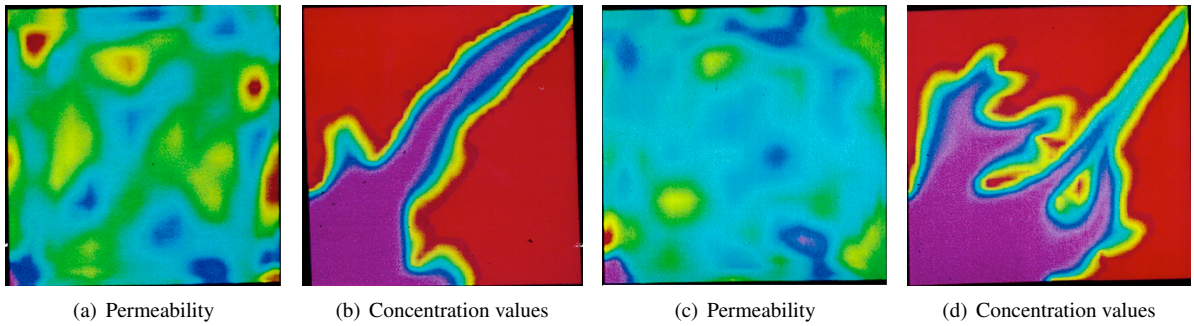 (a) Permeability
(b) Concentration values
(c) Permeability
(d) Concentration values